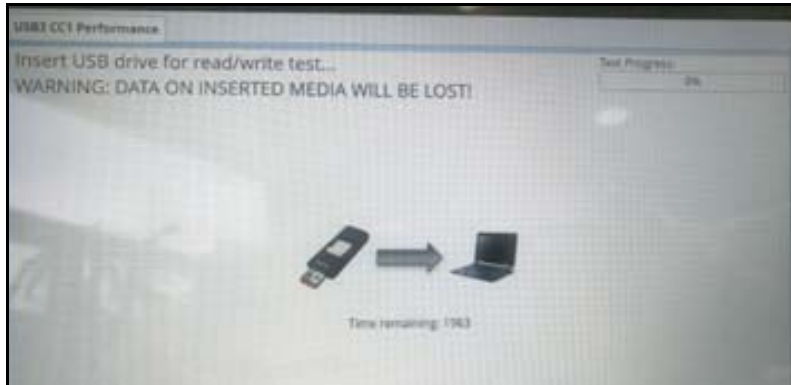 USB3 CC1 Performance
Insert USB drive for read/write test...
WARNING: DATA ON INSERTED MEDIA WILL BE LOST!
Test Progress:
0%
Time remaining: 1963